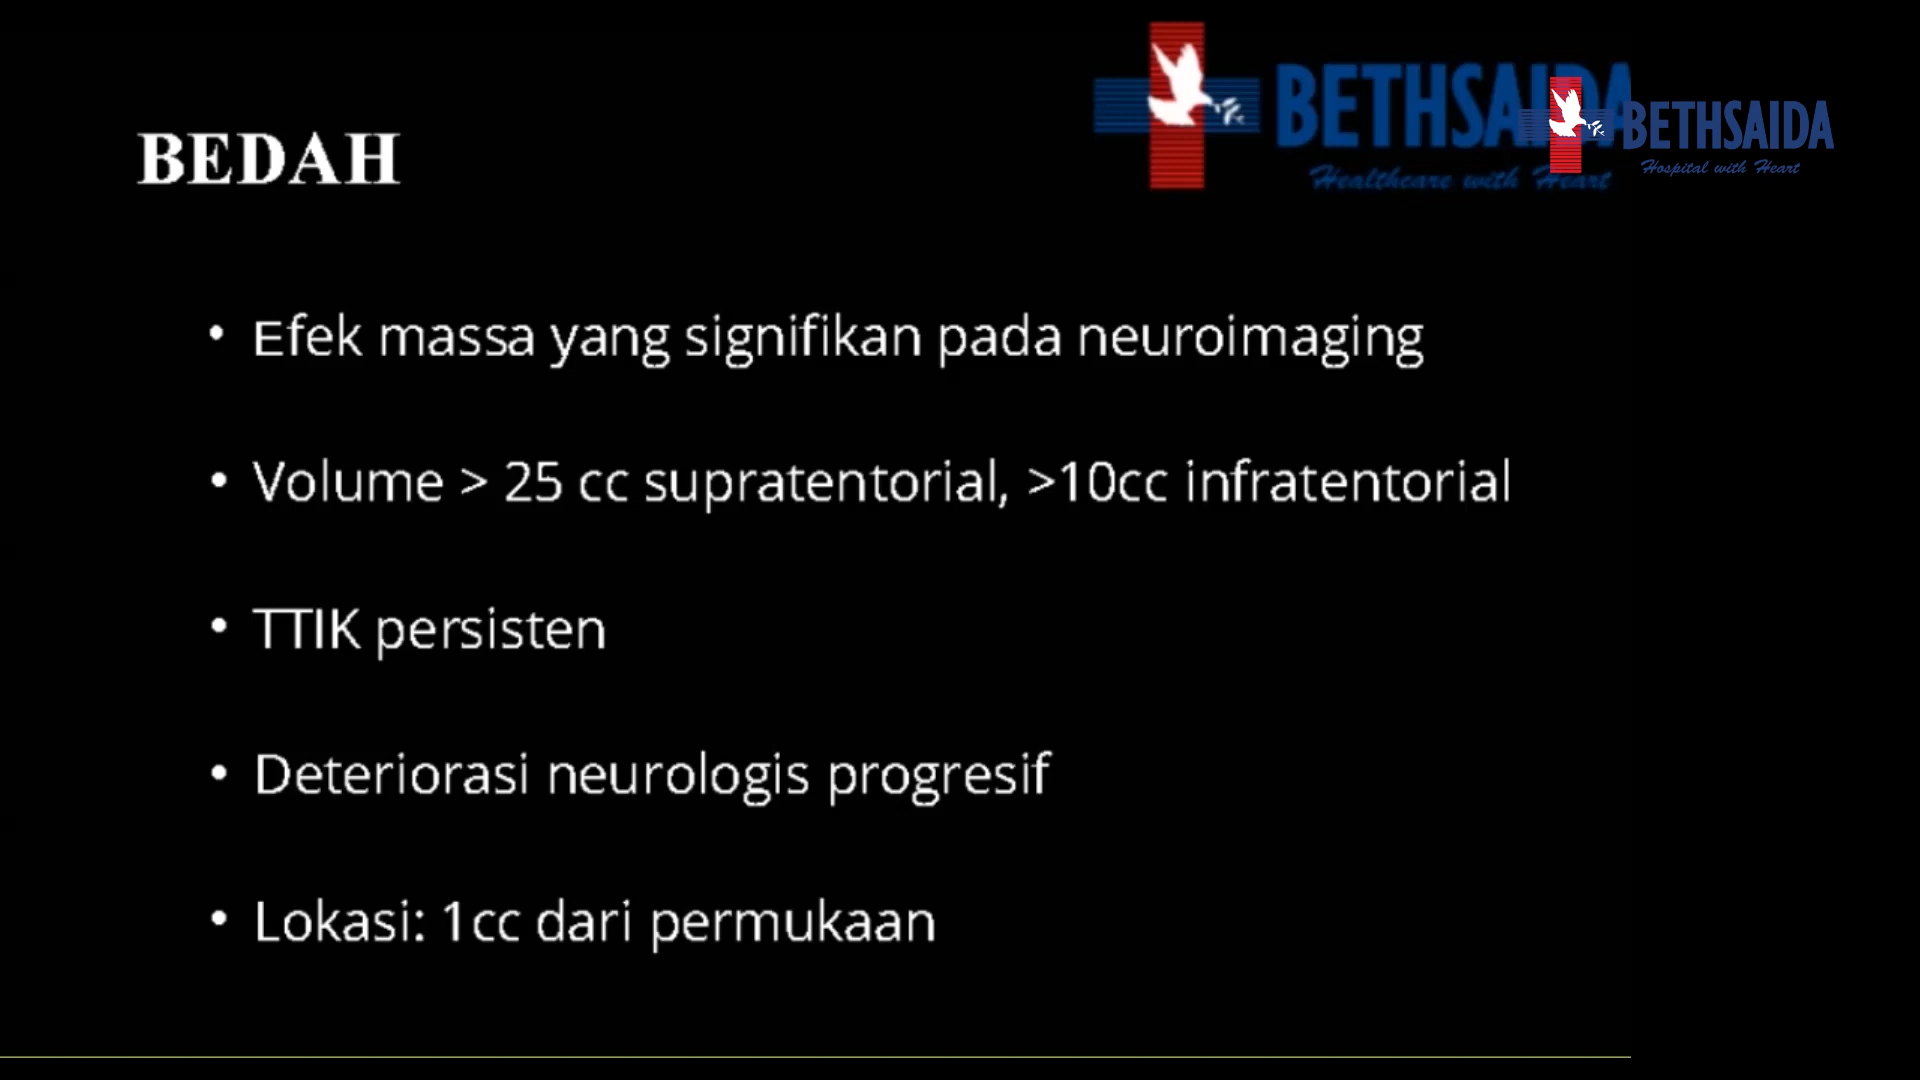 BETHSAIDA
Healthcare with Heart
BETHSAIDA
Hospital with Heart
BEDAH
• Efek massa yang signifikan pada neuroimaging
• Volume > 25 cc supratentorial, >10cc infratentorial
• TTIK persisten
• Deteriorasi neurologis progresif
• Lokasi: 1cc dari permukaan